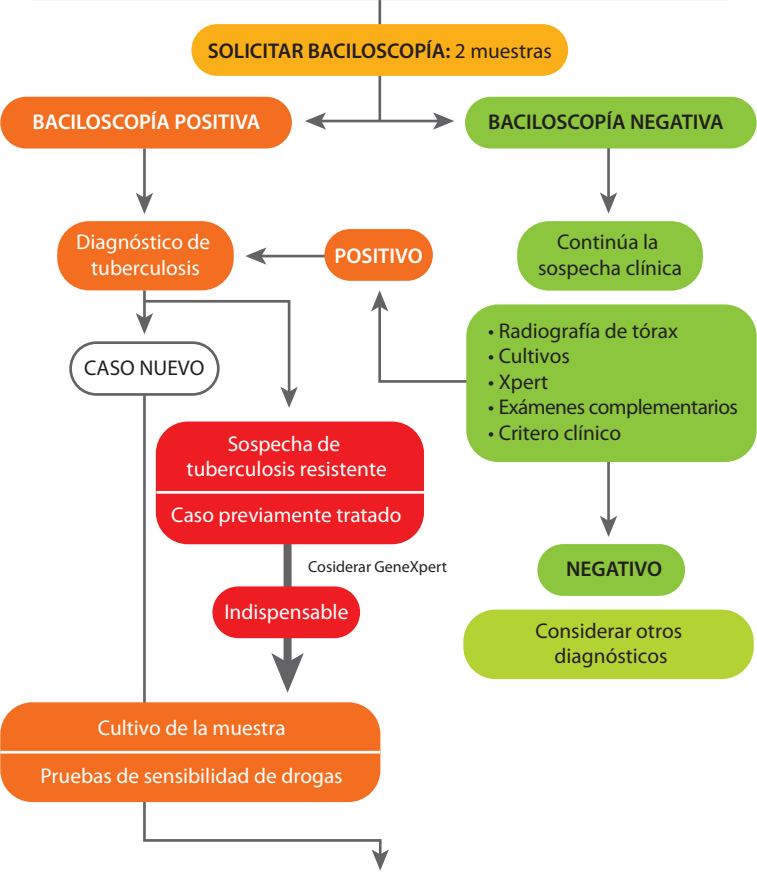 SOLICITAR BACILOSCOPÍA: 2 muestras
BACILOSCOPÍA POSITIVA
BACILOSCOPÍA NEGATIVA
Diagnóstico de
tuberculosis
POSITIVO
Continúa la
sospecha clínica
• Radiografía de tórax
• Cultivos
• Xpert
• Exámenes complementarios
• Critero clínico
CASO NUEVO
Sospecha de
tuberculosis resistente
Caso previamente tratado
Cosiderar GeneXpert
Indispensable
NEGATIVO
Considerar otros
diagnósticos
Cultivo de la muestra
Pruebas de sensibilidad de drogas